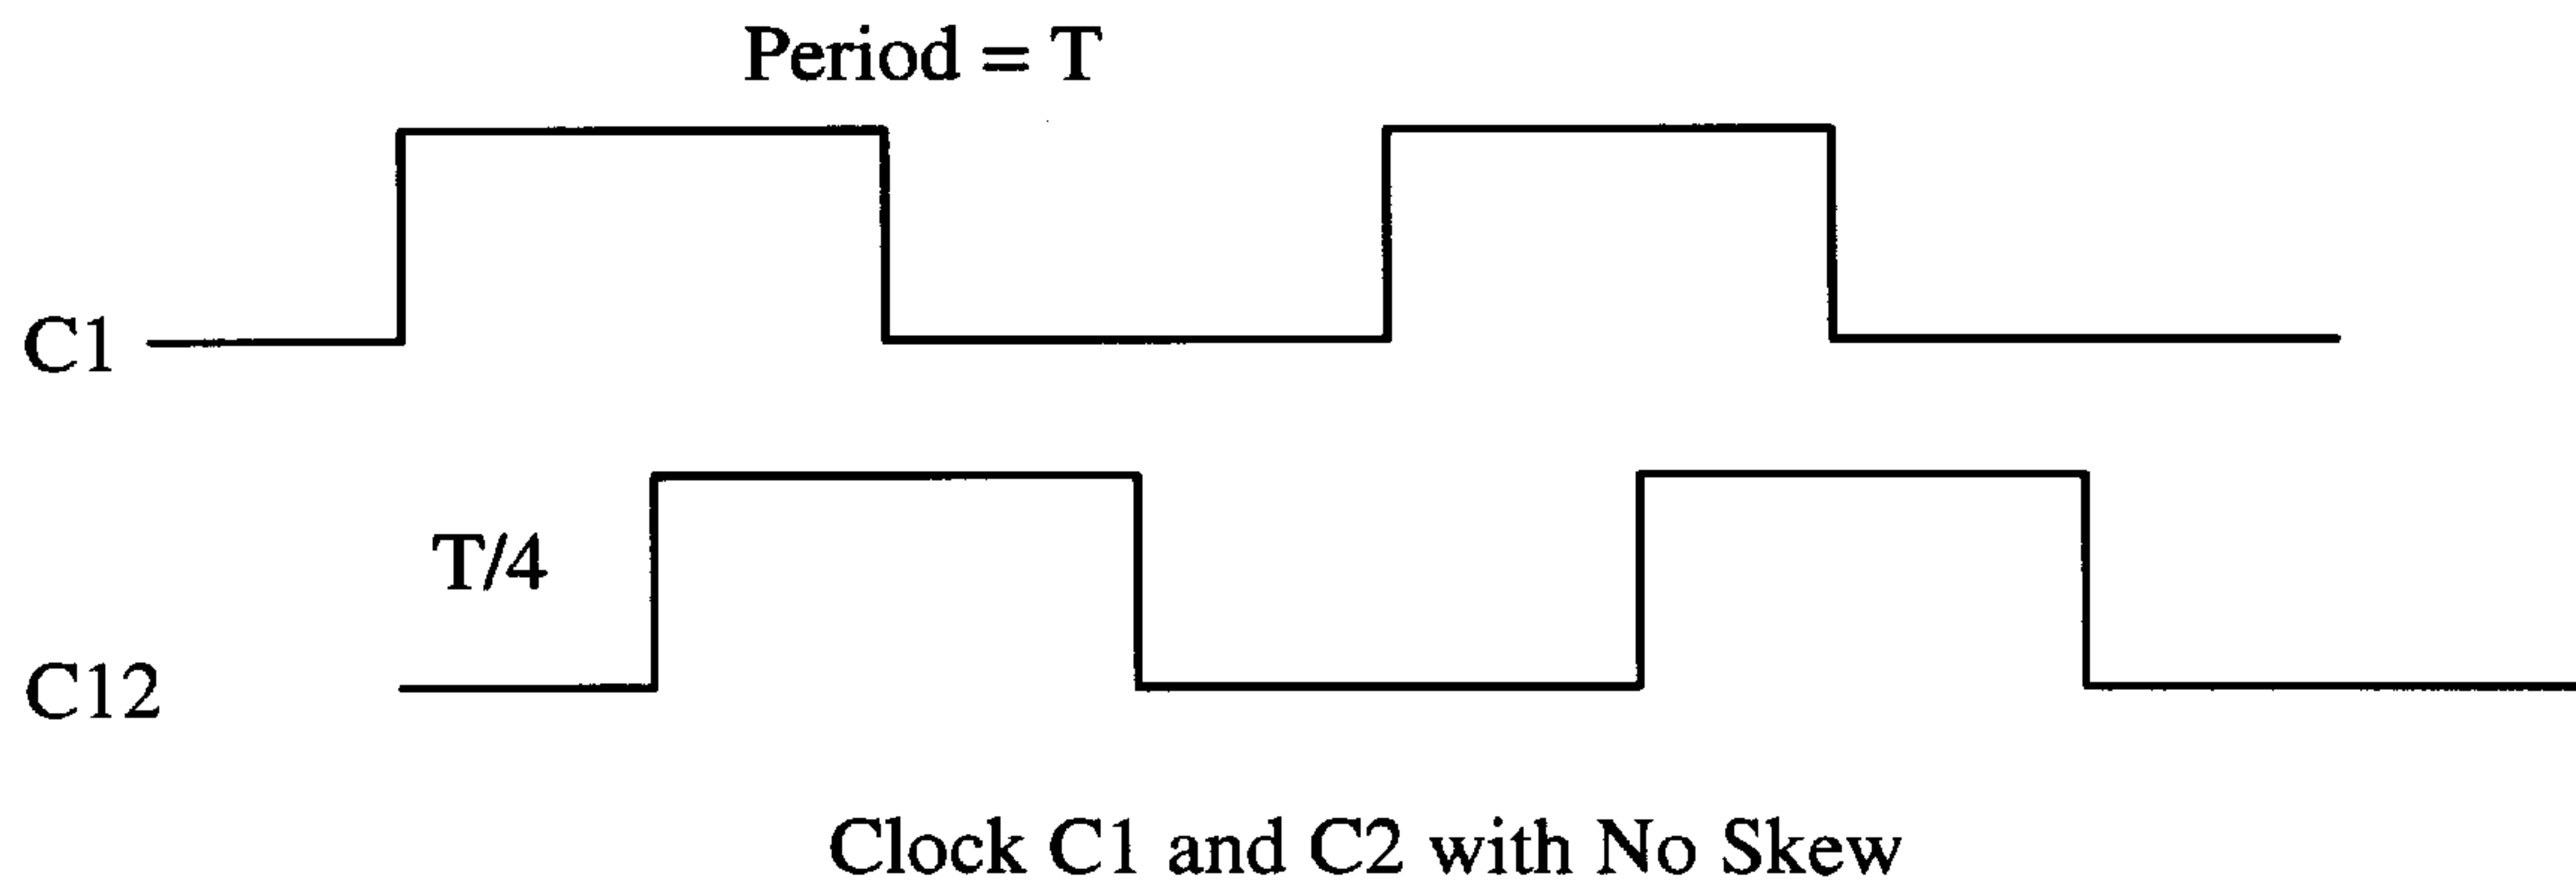 Period = T
C1
T/4
C12
Clock C1 and C2 with No Skew